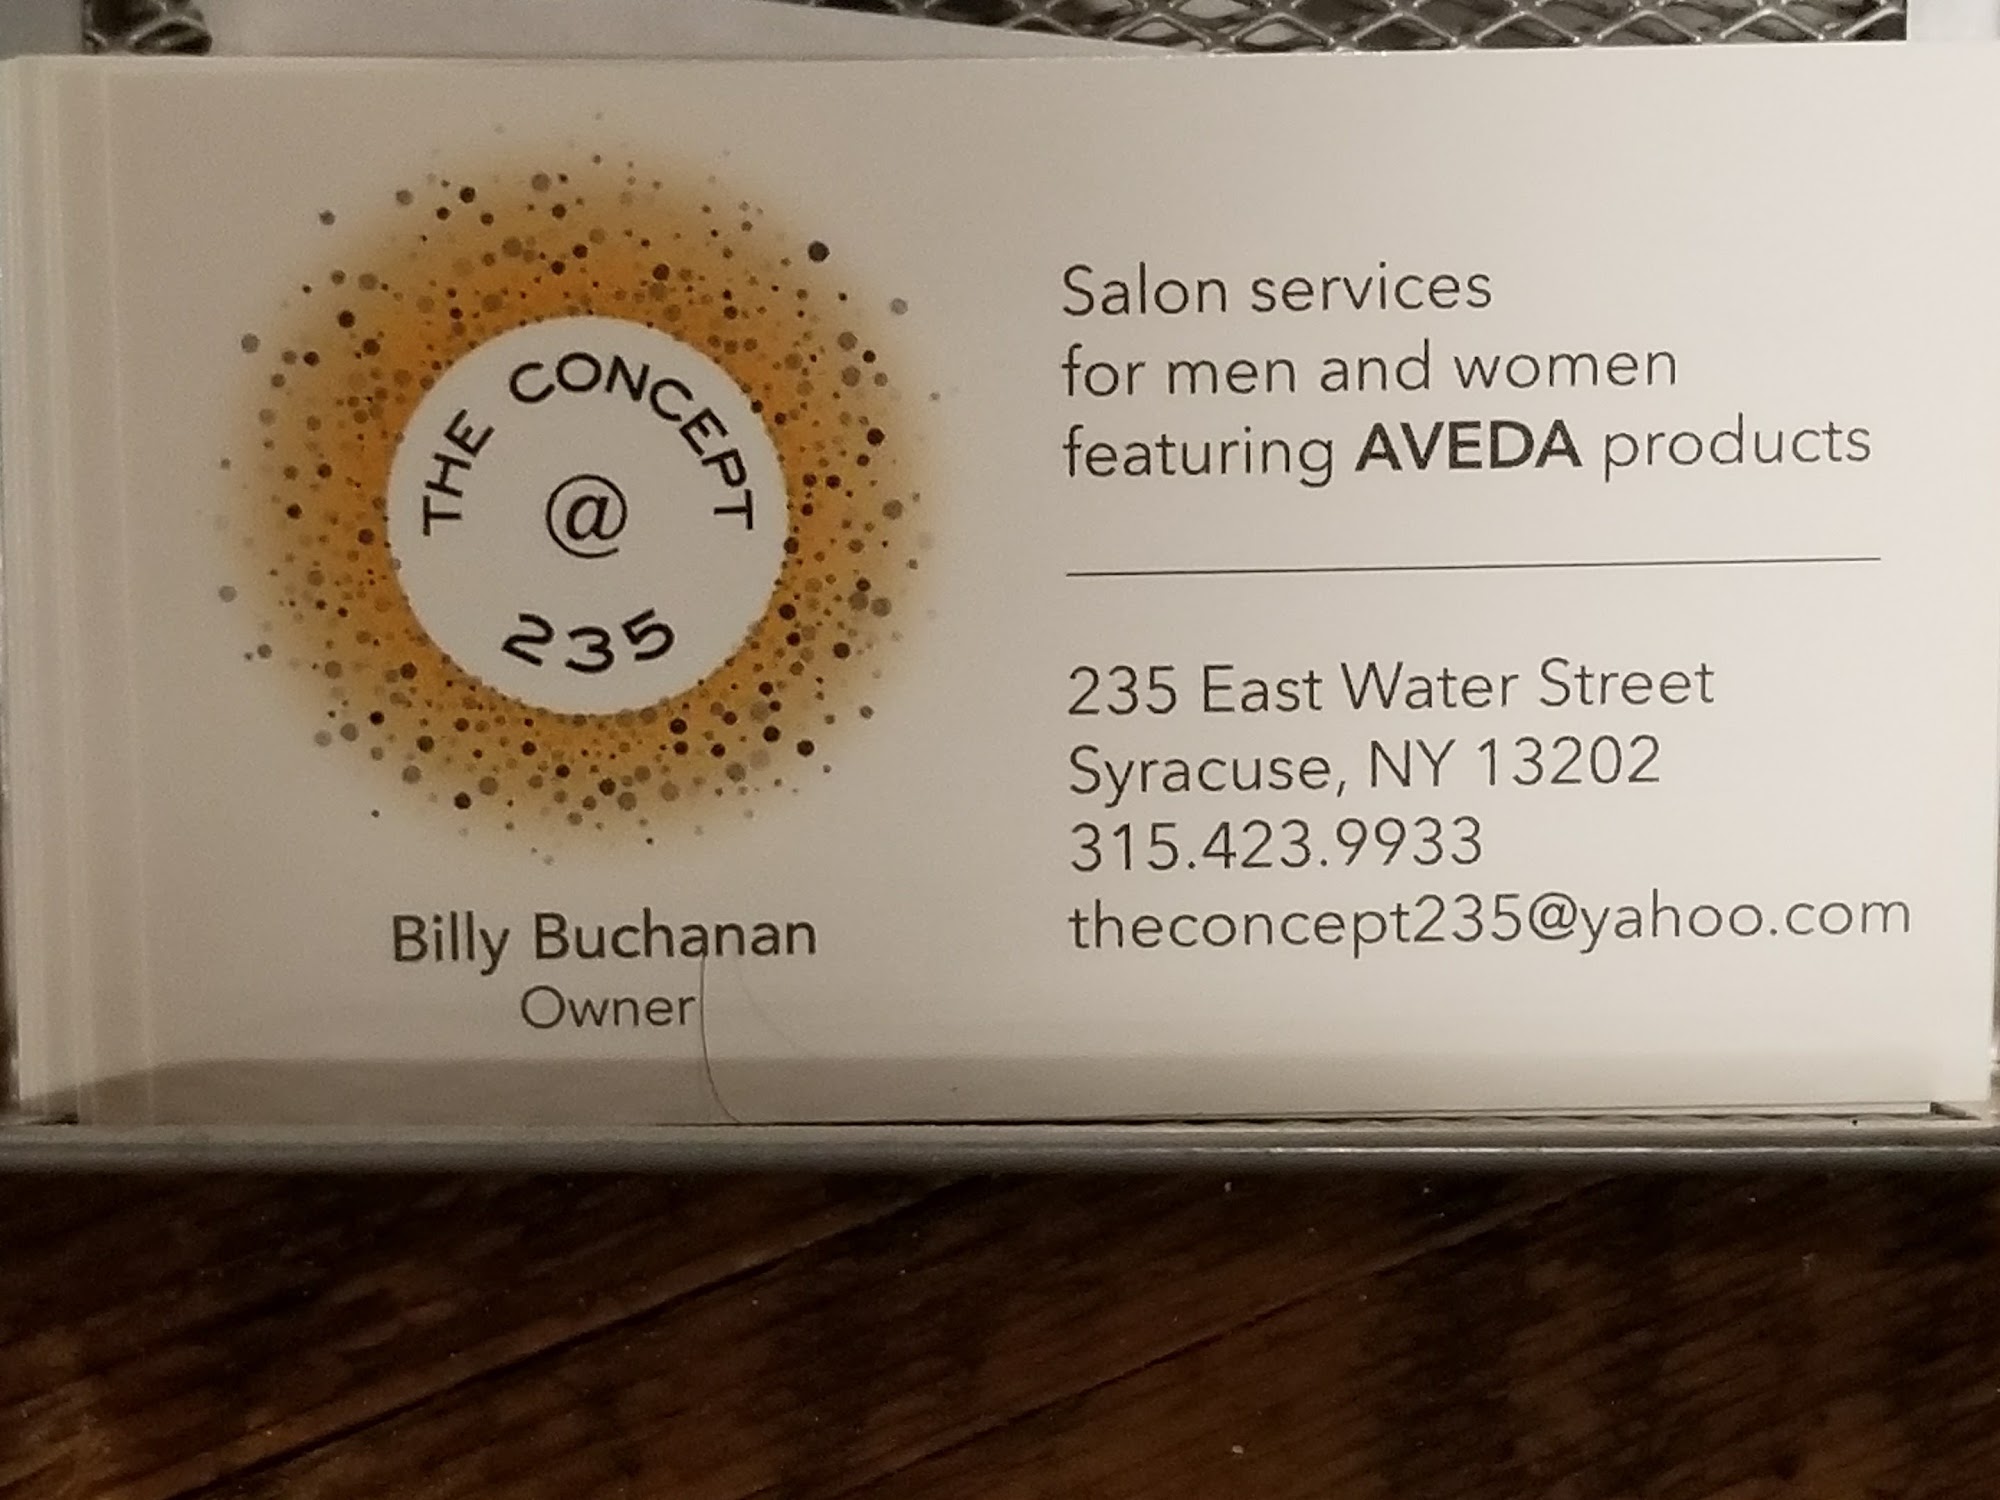 THE CONCEPT
@
235
Billy Buchanan
Owner
Salon services
for men and women
featuring AVEDA products
235 East Water Street
Syracuse, NY 13202
315.423.9933
theconcept235@yahoo.com